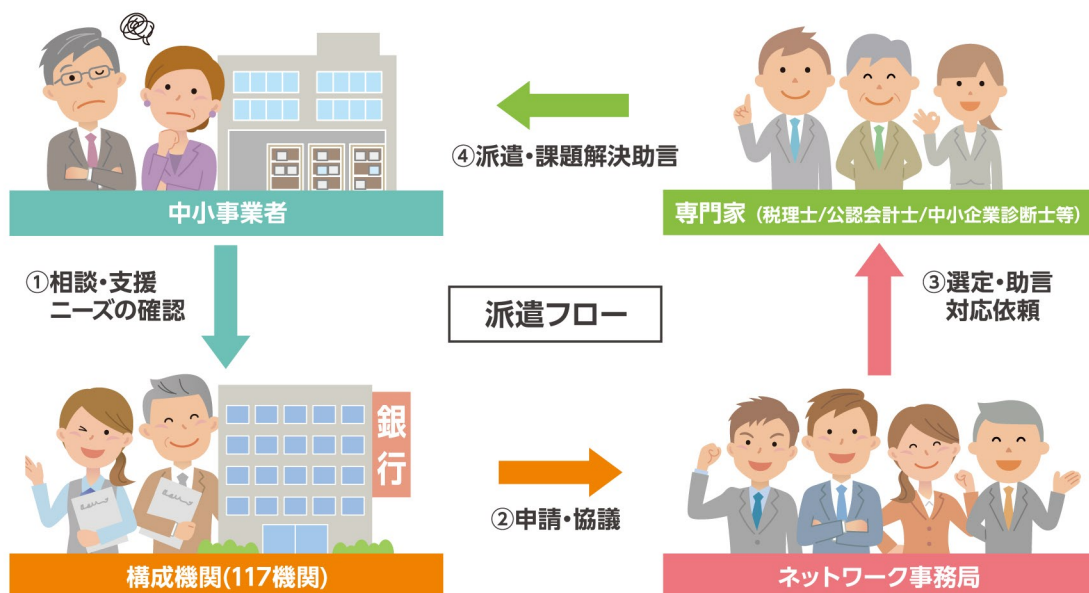 ④派遣・課題解決助言
中小事業者
専門家（税理士/公認会計士/中小企業診断士等）
①相談・支援
ニーズの確認
派遣フロー
③選定・助言
対応依頼
銀行
②申請・協議
構成機関(117機関)
ネットワーク事務局